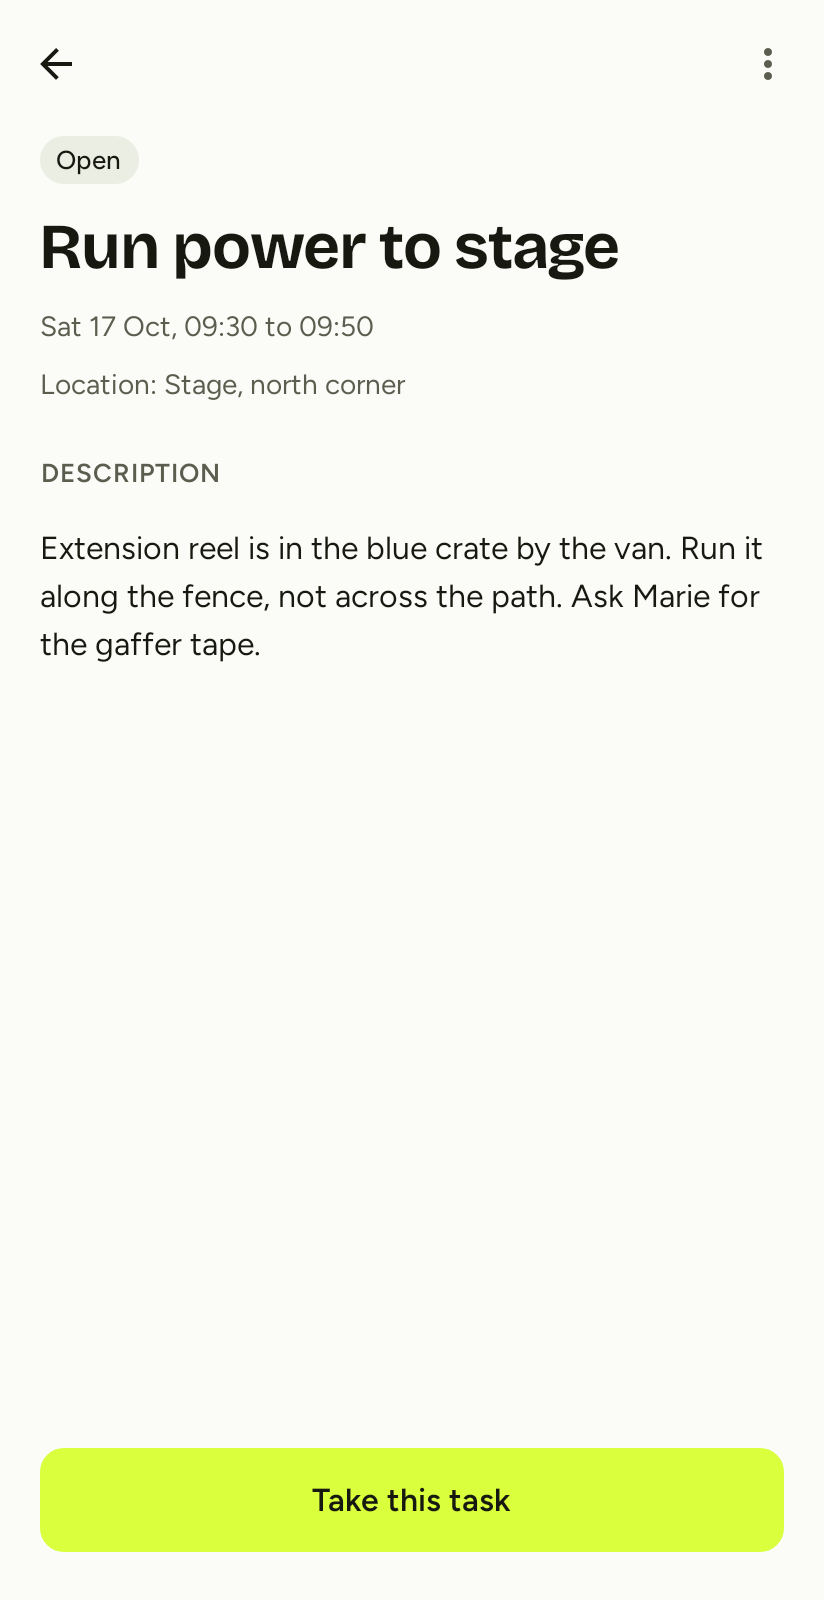 Open
Run power to stage
Sat 17 Oct, 09:30 to 09:50
Location: Stage, north corner
DESCRIPTION
Extension reel is in the blue crate by the van. Run it
along the fence, not across the path. Ask Marie for
the gaffer tape.
Take this task